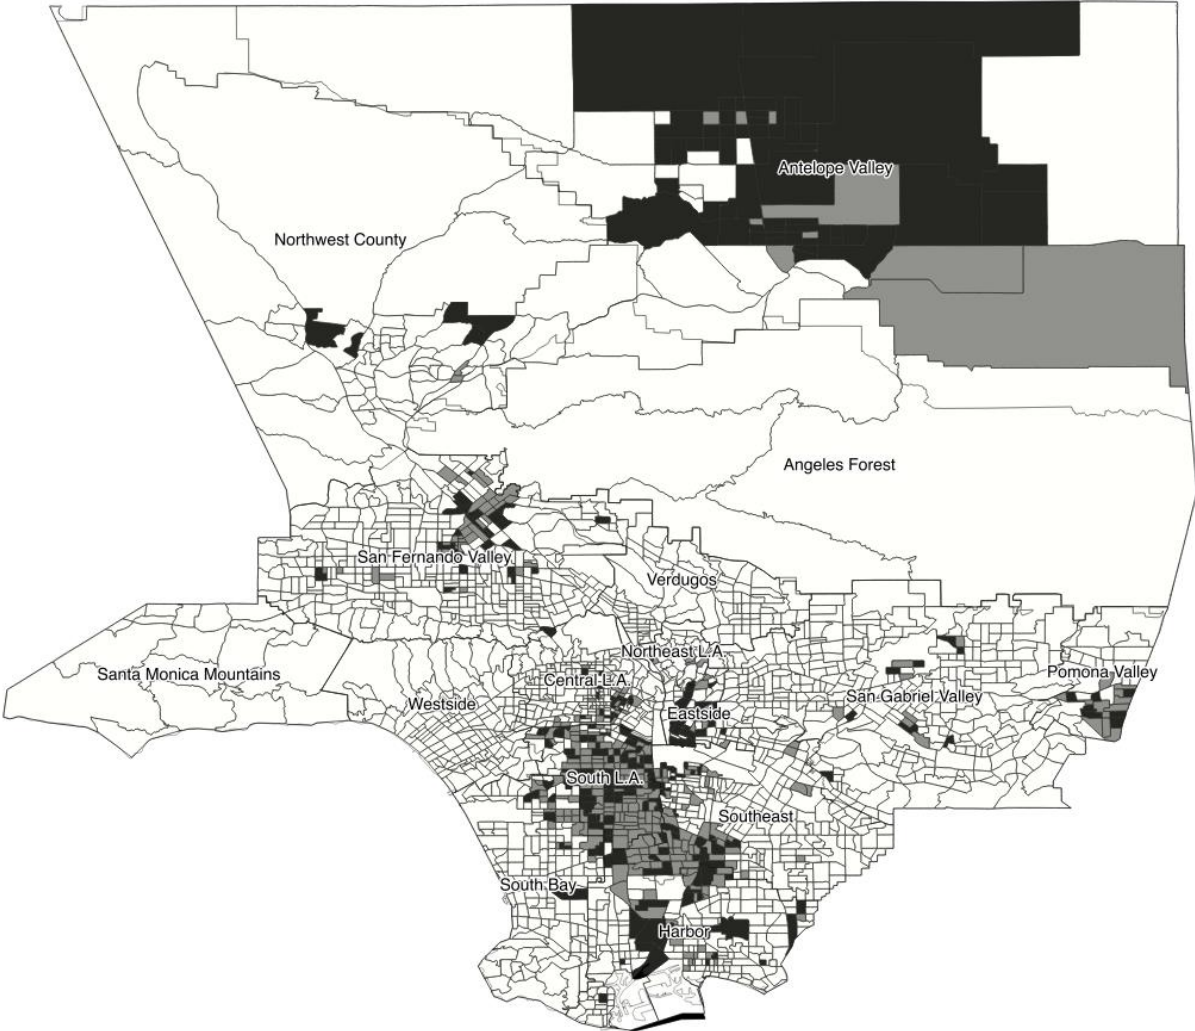 Antelope Valley
Northwest County
Angeles Forest
San Fernando Valley
Verdugos
Northeast L.A.
Santa Monica Mountains
Central L.A.
Pomona Valley
San Gabriel Valley
Westside
Eastside
South L.A.
Southeast
South Bay
Harbor